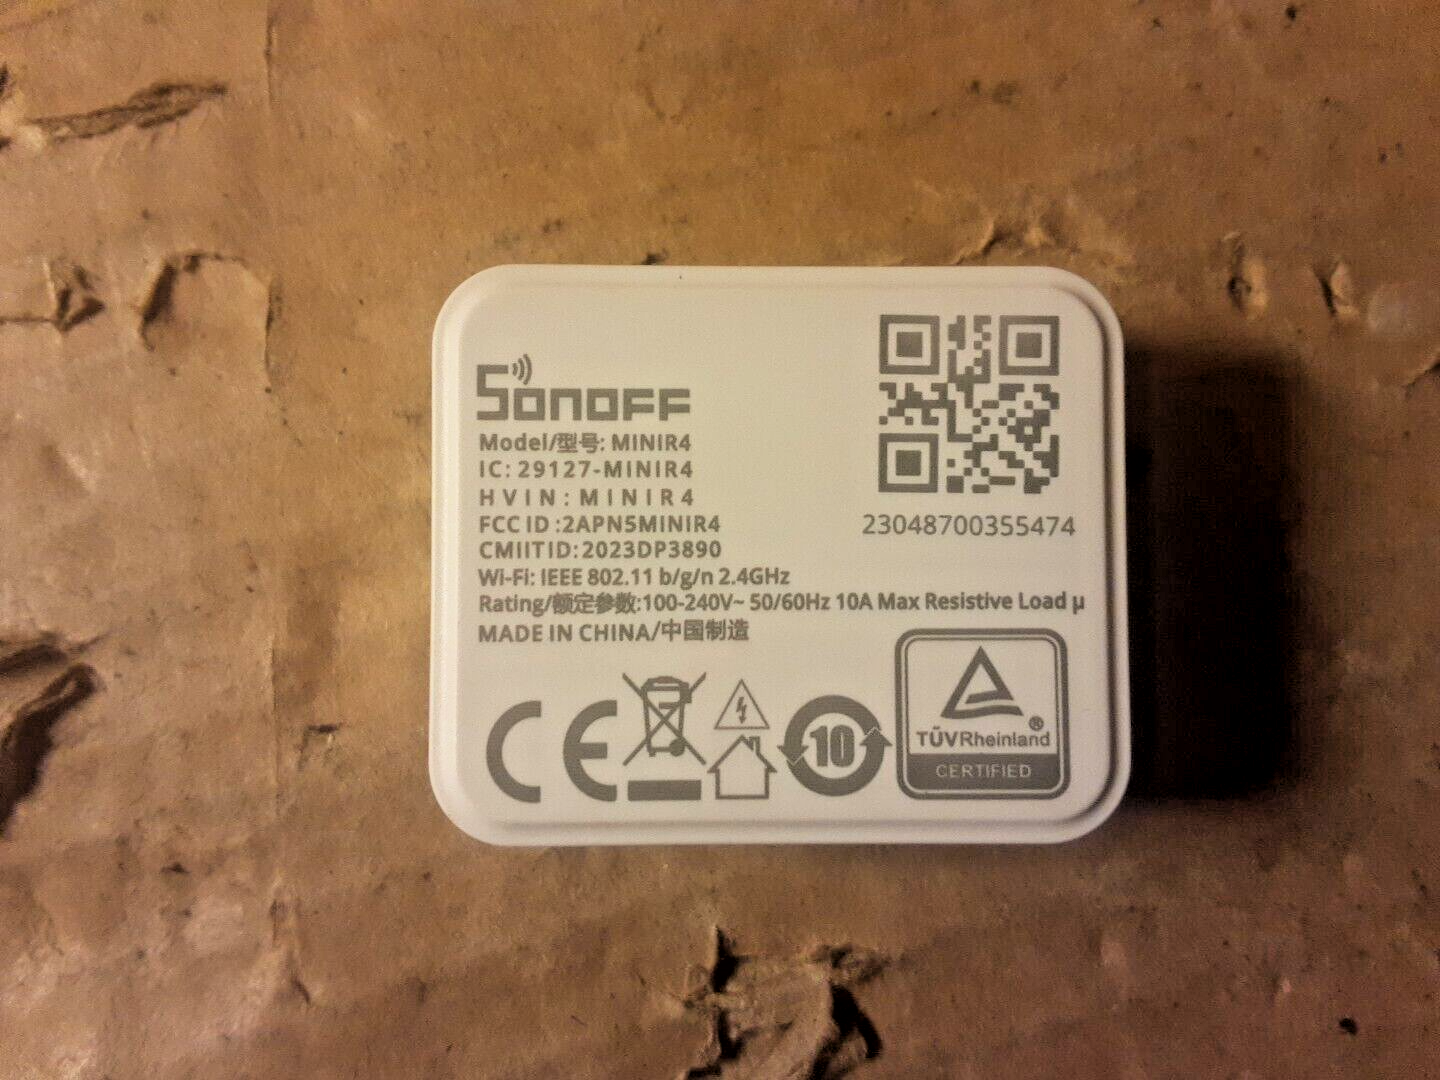 SONOFF
Model/型号: MINIR4
IC: 29127-MINIR4
HVIN: MINIR4
FCC ID :2APN5MINIR4
CMIITID: 2023DP3890
Wi-Fi: IEEE 802.11 b/g/n 2.4GHz
Rating/额定参数:100-240V~ 50/60Hz 10A Max Resistive Load µ
MADE IN CHINA/中国制造
23048700355474
CE
10
TÜVRheinland®
CERTIFIED